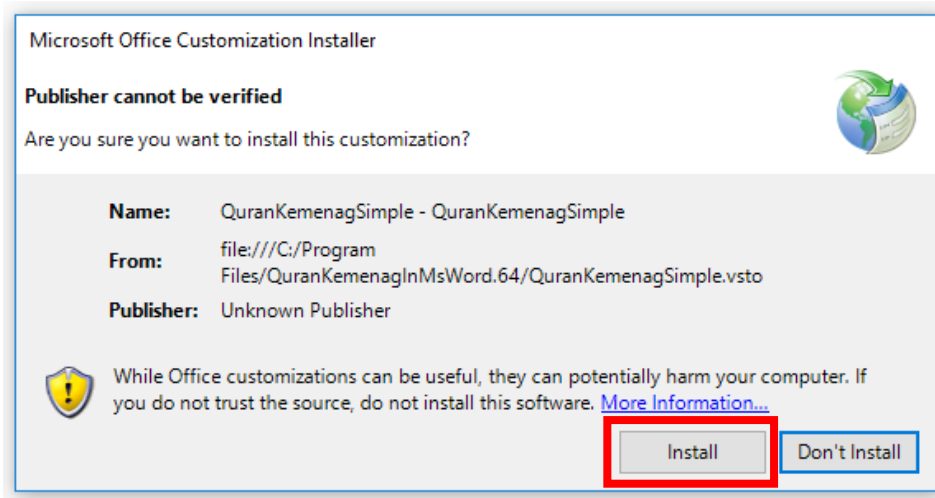 Microsoft Office Customization Installer
Publisher cannot be verified
Are you sure you want to install this customization?
Name: QuranKemenagSimple - QuranKemenagSimple
From: file:///C:/Program
Files/QuranKemenagInMsWord.64/QuranKemenagSimple.vsto
Publisher: Unknown Publisher
While Office customizations can be useful, they can potentially harm your computer. If
you do not trust the source, do not install this software. More Information...
Install Don't Install